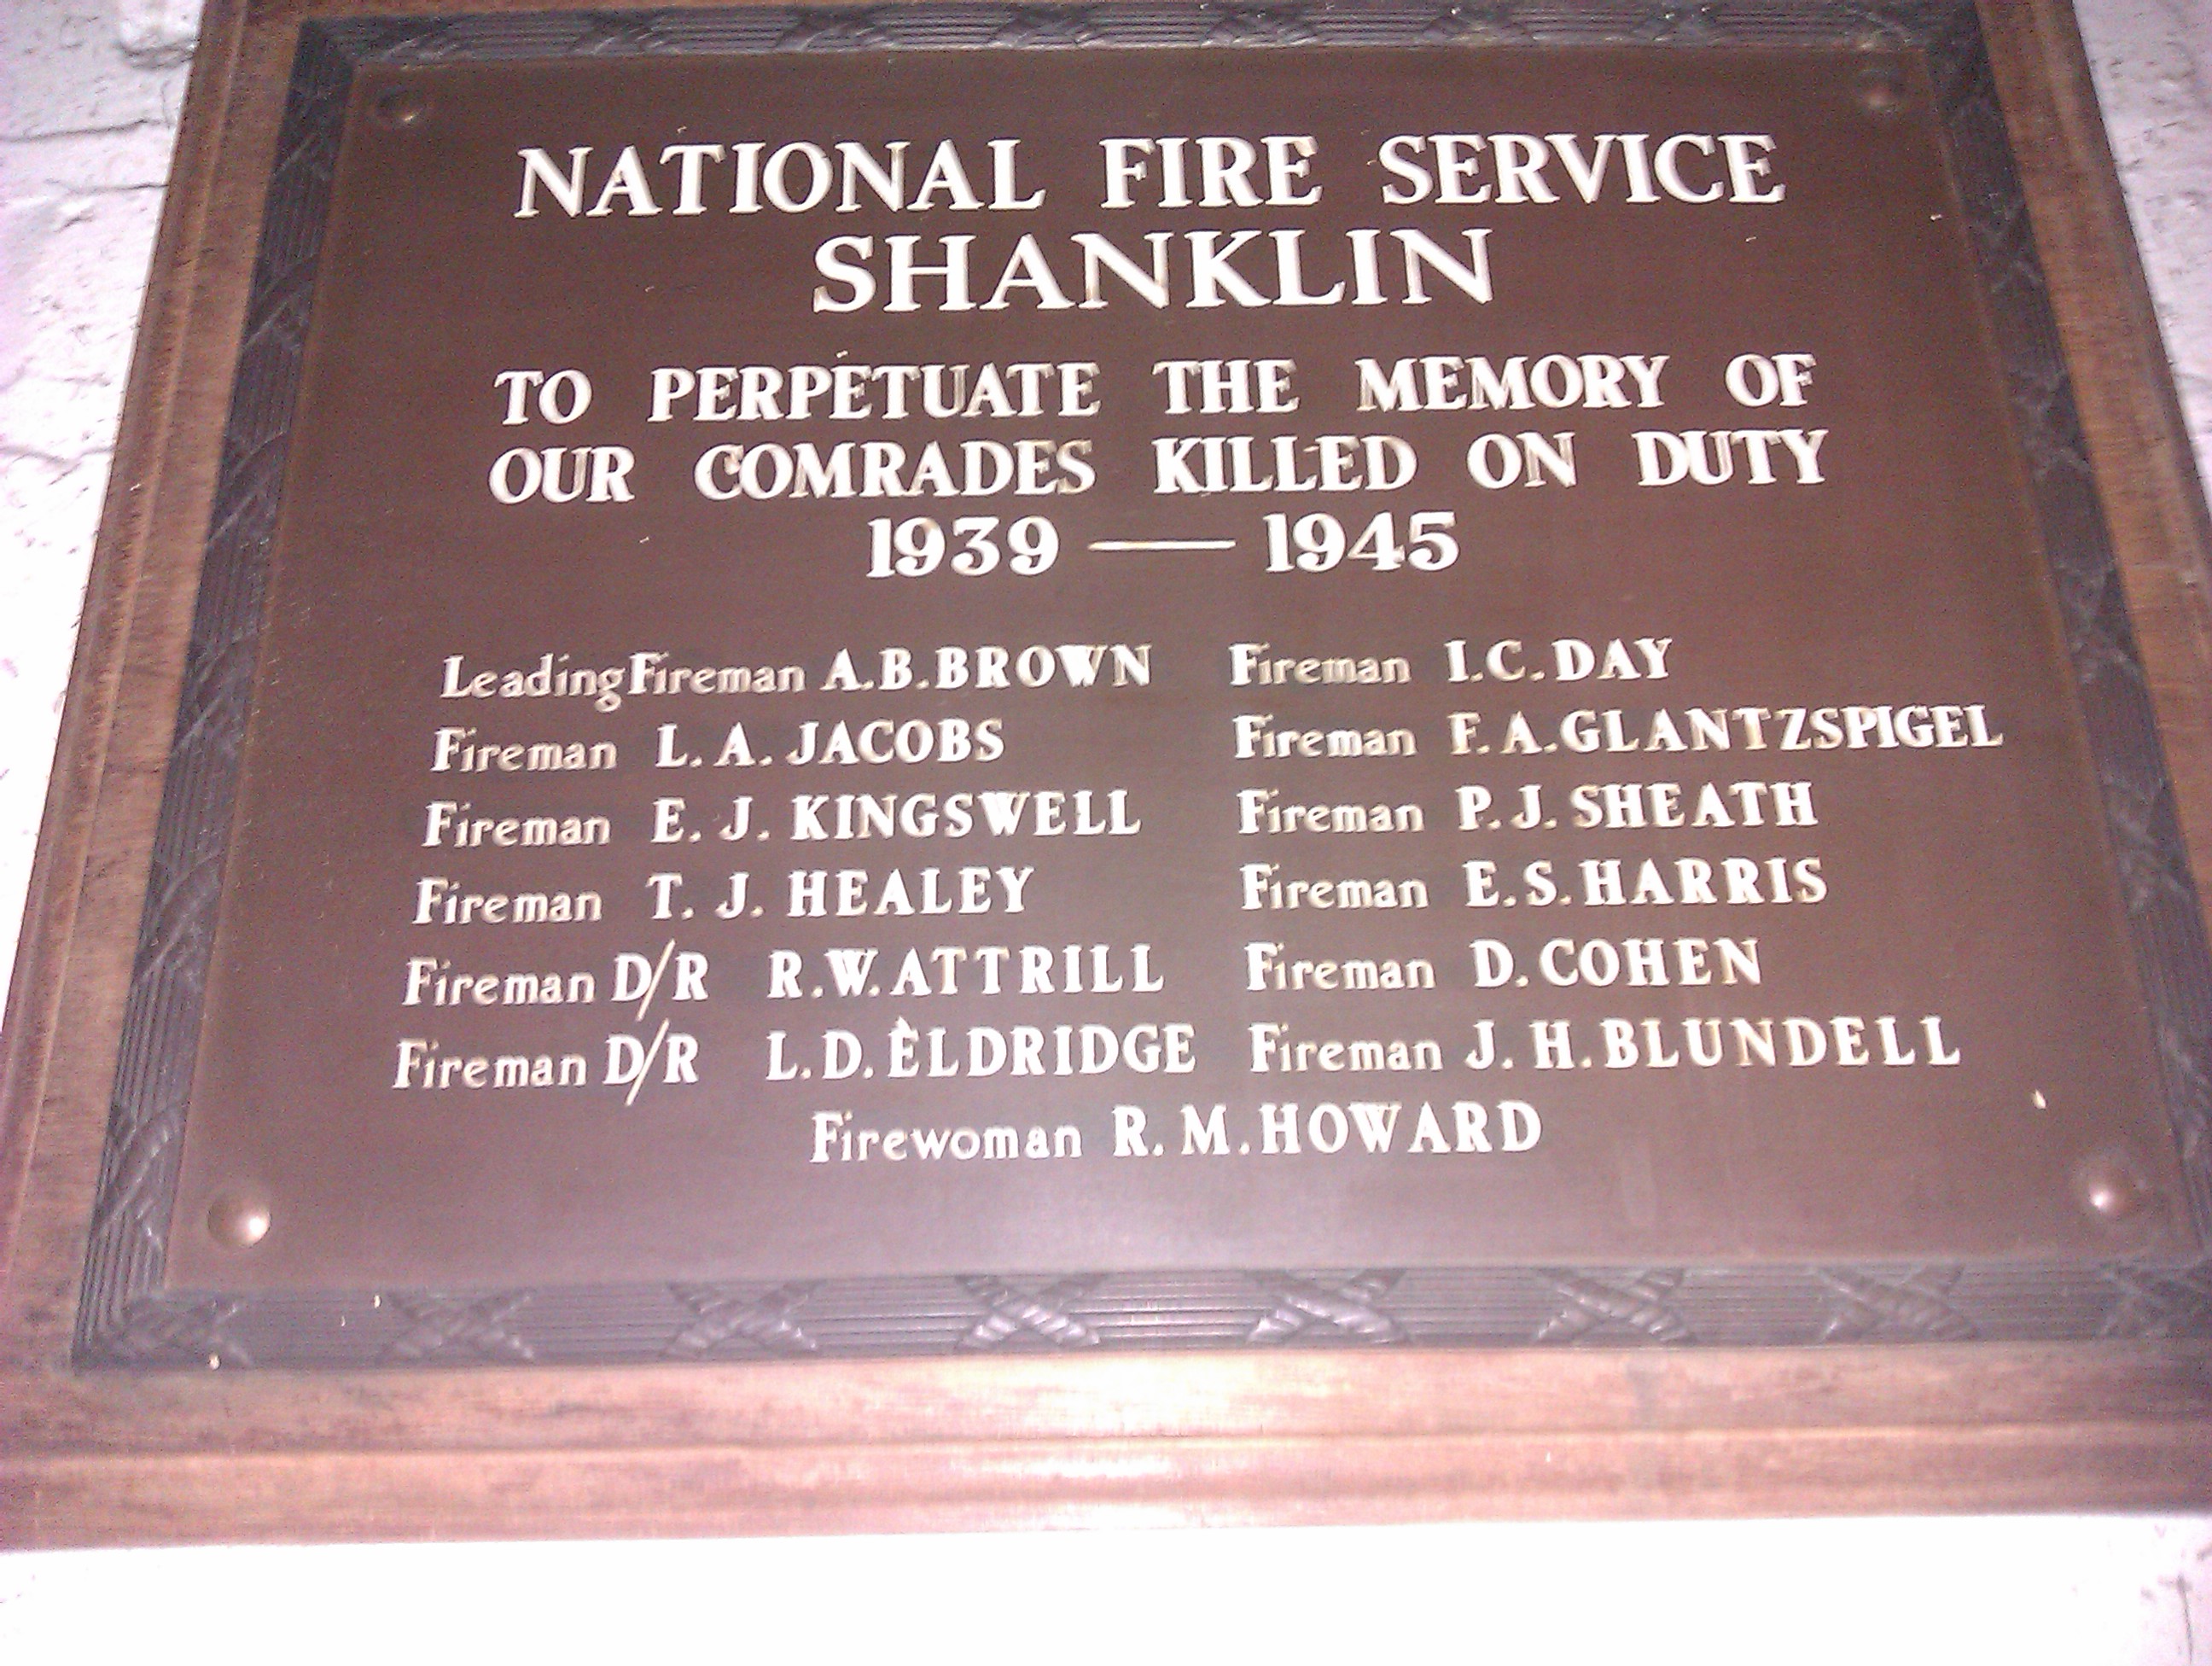 NATIONAL FIRE SERVICE
SHANKLIN
TO PERPETUATE THE MEMORY OF
OUR COMRADES KILLED ON DUTY
1939 — 1945
Leading Fireman A.B. BROWN Fireman I.C. DAY
Fireman L. A. JACOBS Fireman F. A. GLANTZSPIGEL
Fireman E. J. KINGSWELL Fireman P. J. SHEATH
Fireman T. J. HEALEY Fireman E. S. HARRIS
Fireman D/R R.W. ATTRILL Fireman D. COHEN
Fireman D/R L.D. ELDRIDGE Fireman J. H. BLUNDELL
Firewoman R. M. HOWARD